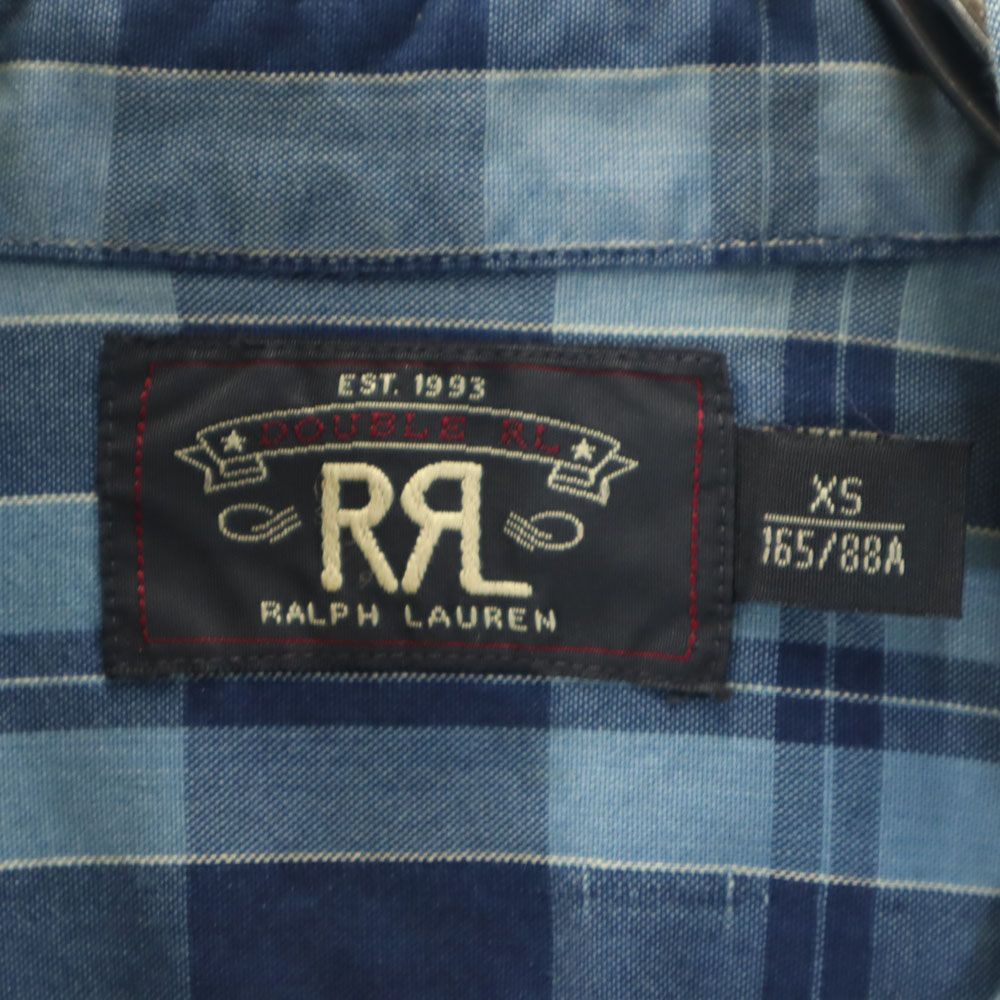 EST. 1993
DOUBLE RL
RRL
RALPH LAUREN
XS
165/88A